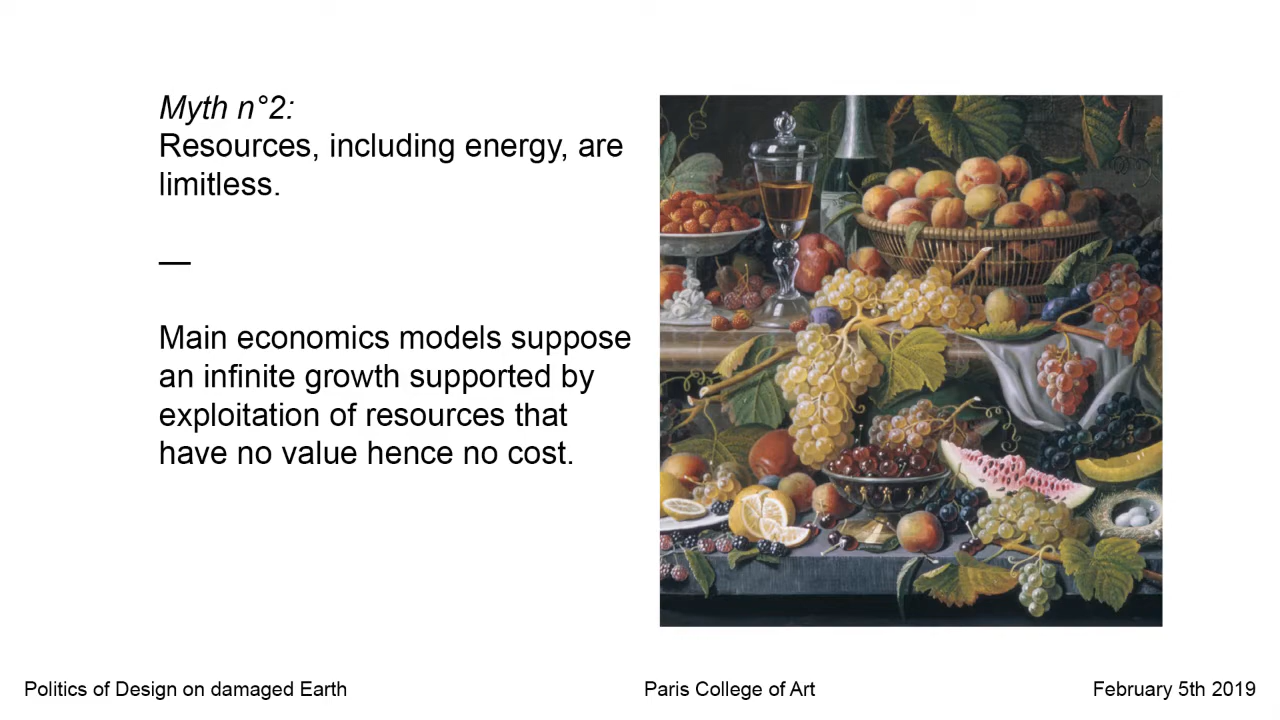 Myth n°2:
Resources, including energy, are
limitless.
—
Main economics models suppose
an infinite growth supported by
exploitation of resources that
have no value hence no cost.
Politics of Design on damaged Earth
Paris College of Art
February 5th 2019